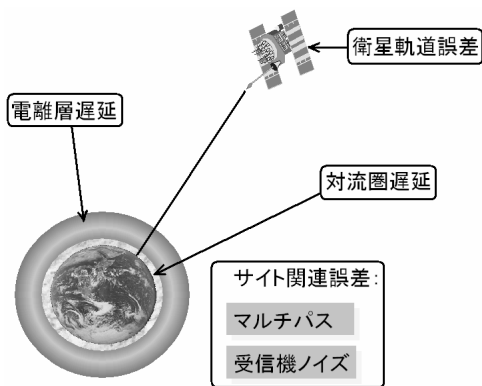 衛星軌道誤差
電離層遅延
対流圏遅延
サイト関連誤差:
マルチパス
受信機ノイズ